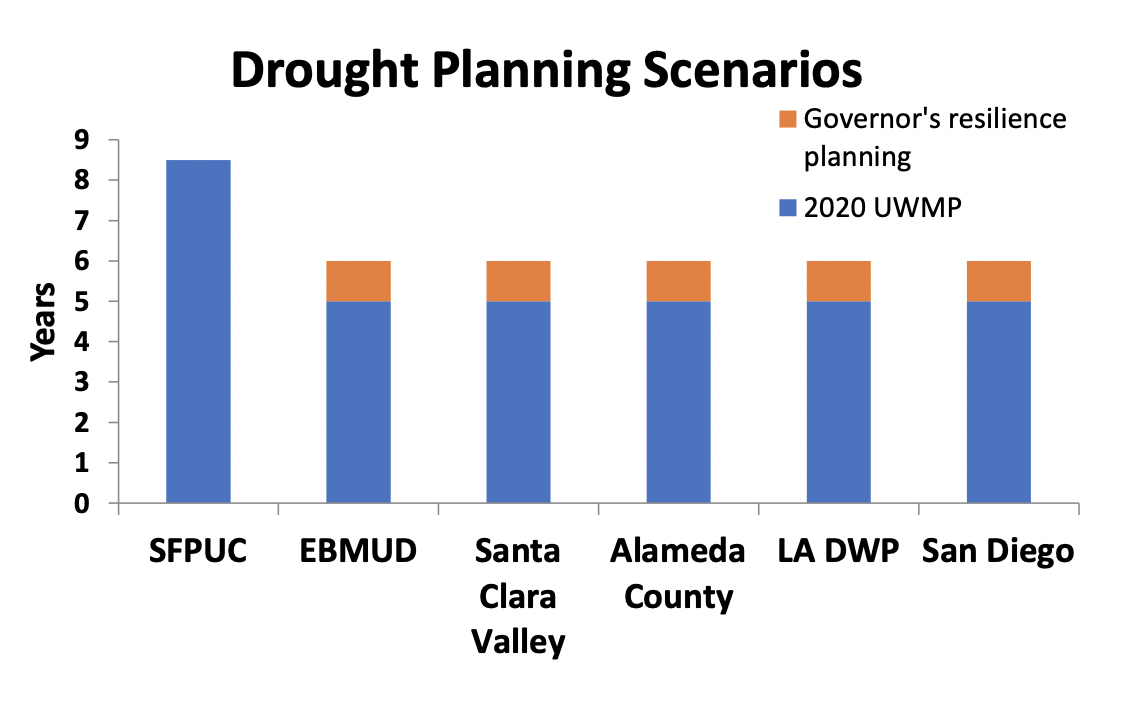 Drought Planning Scenarios
Governor's resilience
planning
2020 UWMP
Years
9
8
7
6
5
4
3
2
1
0
SFPUC
EBMUD
Santa
Clara
Valley
Alameda
County
LA DWP
San Diego